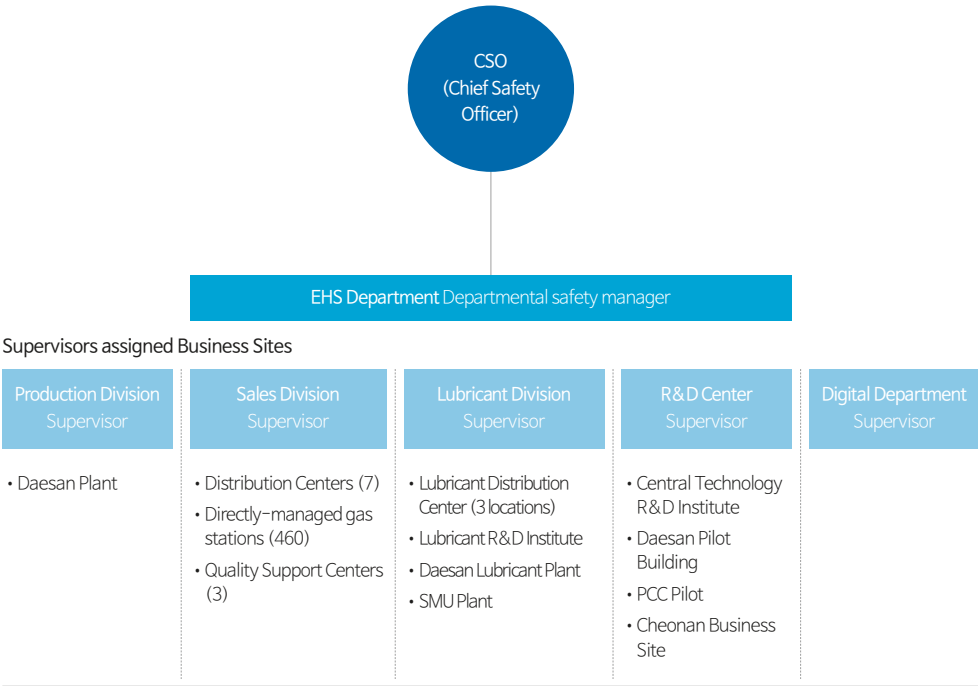 CSO
(Chief Safety
Officer)
EHS Department Departmental safety manager
Supervisors assigned Business Sites
Production Division
Supervisor
• Daesan Plant
Sales Division
Supervisor
• Distribution Centers (7)
• Directly-managed gas
stations (460)
• Quality Support Centers
(3)
Lubricant Division
Supervisor
• Lubricant Distribution
Center (3 locations)
• Lubricant R&D Institute
• Daesan Lubricant Plant
• SMU Plant
R&D Center
Supervisor
• Central Technology
R&D Institute
• Daesan Pilot
Building
• PCC Pilot
• Cheonan Business
Site
Digital Department
Supervisor